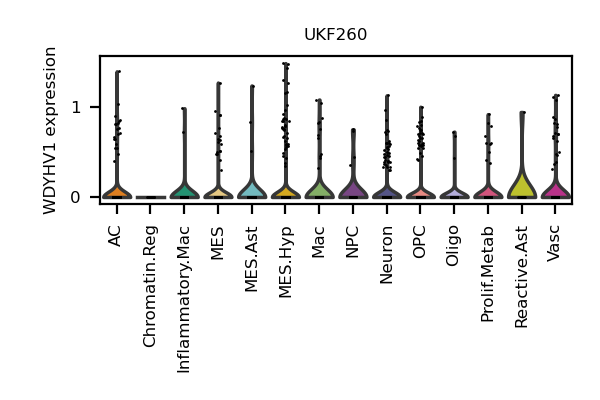 UKF260
WDYHV1 expression
1
0
AC
Chromatin.Reg
Inflammatory.Mac
MES
MES.Ast
MES.Hyp
Mac
NPC
Neuron
OPC
Oligo
Prolif.Metab
Reactive.Ast
Vasc